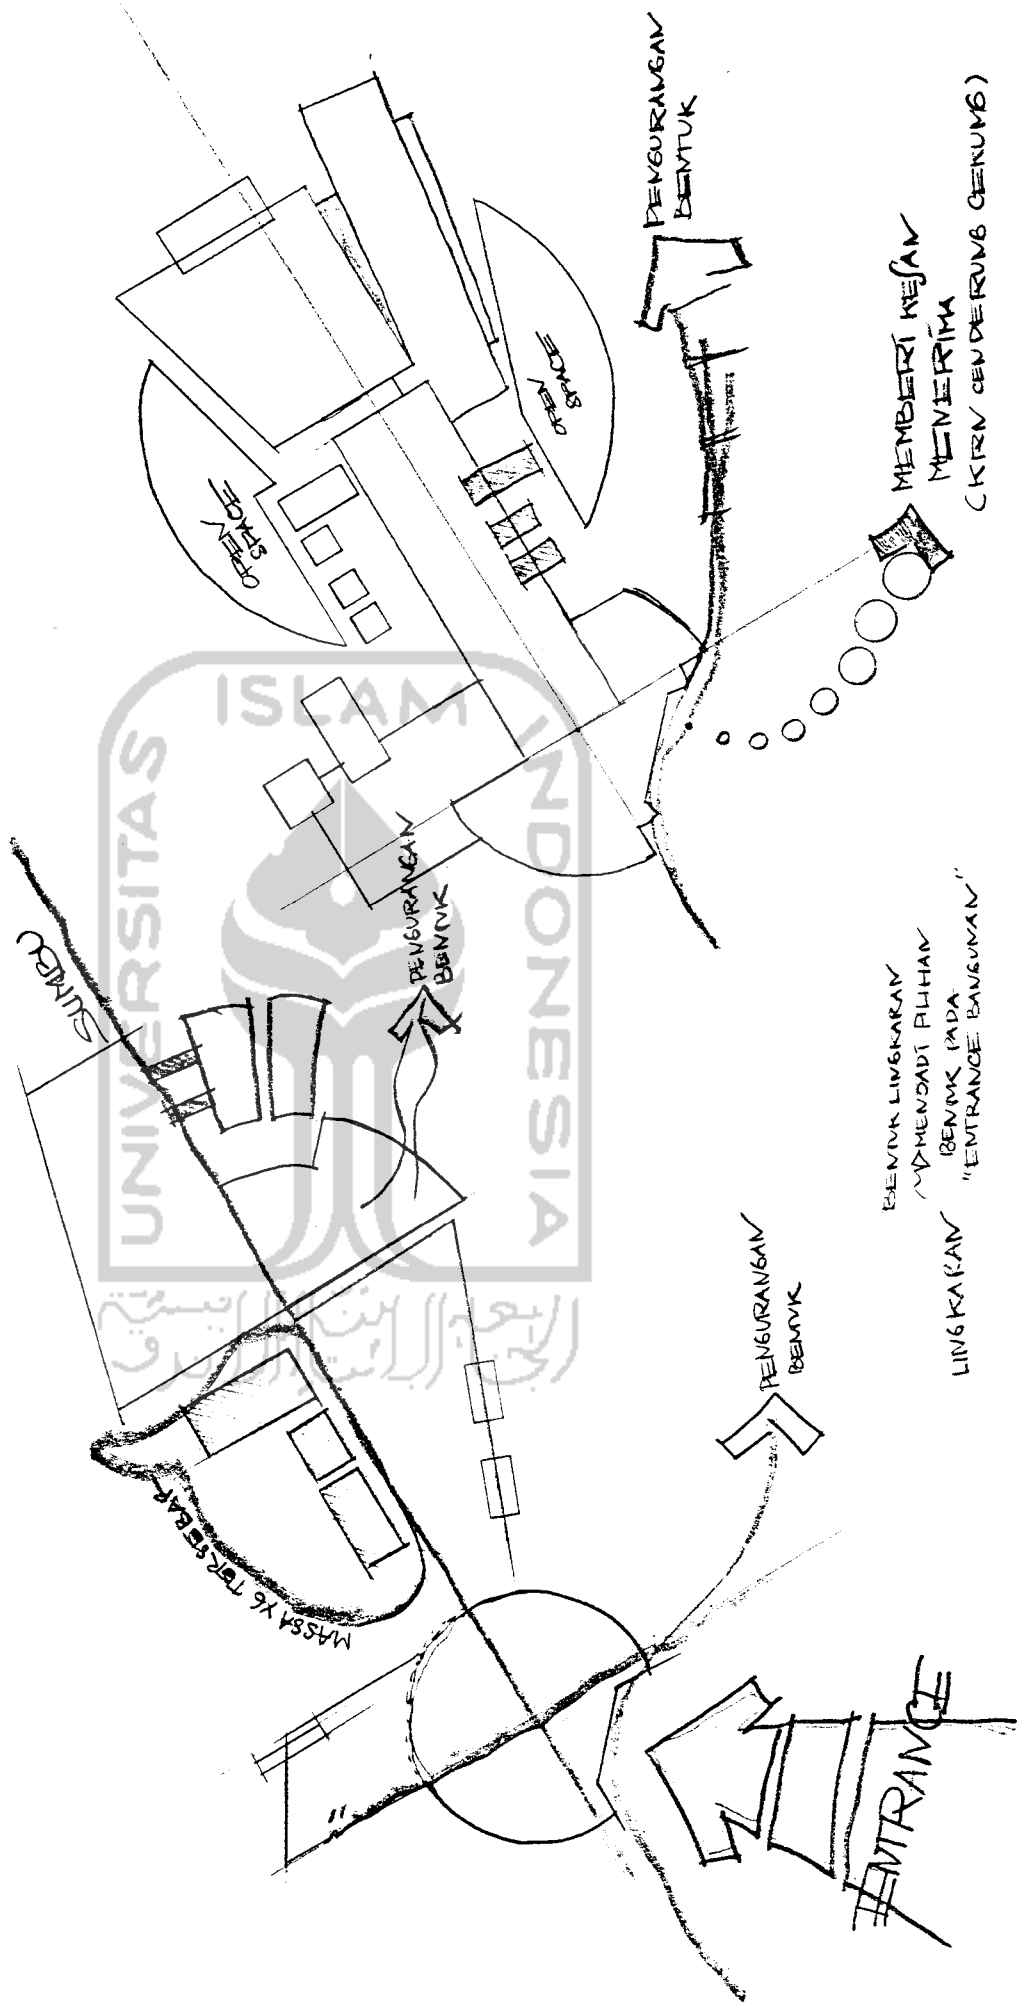 SUMBU
MASSA YG TERSEBAR
PENGURANGAN
BENTUK
PENGURANGAN
BENTUK
ENTRANCE
LINGKARAN
BENTUK LINGKARAN
MENJADI PILIHAN
BENTUK PADA
"ENTRANCE BANGUNAN"
OPEN
SPACE
OPEN
SPACE
PENGURANGAN
BENTUK
MEMBERI KESAN
MENERIMA
(KRN CENDERUNG CEKUNG)
UNIVERSITAS
ISLAM
INDONESIA